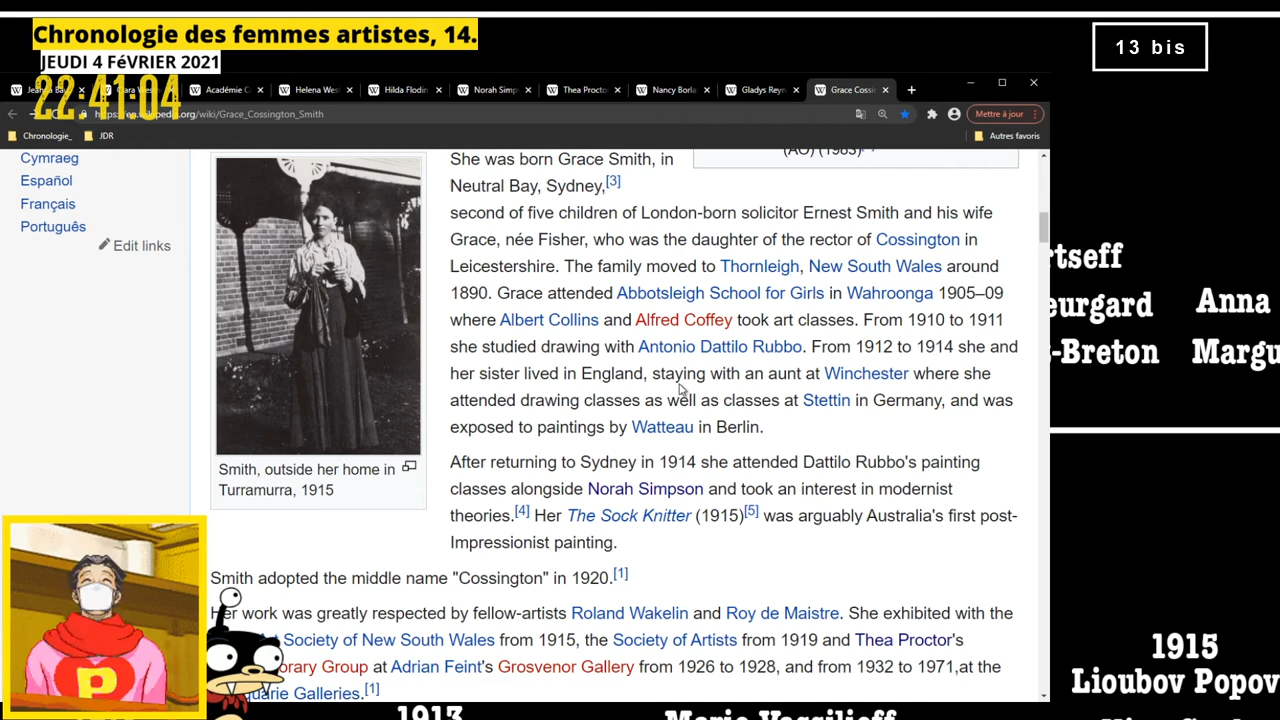 Chronologie des femmes artistes, 14.
JEUDI 4 FéVRIER 2021
22:41:04
13 bis
Académie C
Helena Wes
Hilda Flodin
Norah Simp
Thea Proctor
Nancy Borla
Gladys Reyn
Grace Cossin
.org/wiki/Grace_Cossington_Smith
Mettre à jour
Chronologie_
JDR
Autres favoris
Cymraeg
Español
Français
Português
Edit links
(AO) (1983)
She was born Grace Smith, in
Neutral Bay, Sydney,[3]
second of five children of London-born solicitor Ernest Smith and his wife
Grace, née Fisher, who was the daughter of the rector of Cossington in
Leicestershire. The family moved to Thornleigh, New South Wales around
1890. Grace attended Abbotsleigh School for Girls in Wahroonga 1905–09
where Albert Collins and Alfred Coffey took art classes. From 1910 to 1911
she studied drawing with Antonio Dattilo Rubbo. From 1912 to 1914 she and
her sister lived in England, staying with an aunt at Winchester where she
attended drawing classes as well as classes at Stettin in Germany, and was
exposed to paintings by Watteau in Berlin.
Smith, outside her home in
Turramurra, 1915
After returning to Sydney in 1914 she attended Dattilo Rubbo's painting
classes alongside Norah Simpson and took an interest in modernist
theories.[4] Her The Sock Knitter (1915)[5] was arguably Australia's first post-
Impressionist painting.
Smith adopted the middle name "Cossington" in 1920.[1]
Her work was greatly respected by fellow-artists Roland Wakelin and Roy de Maistre. She exhibited with the
Society of New South Wales from 1915, the Society of Artists from 1919 and Thea Proctor's
orary Group at Adrian Feint's Grosvenor Gallery from 1926 to 1928, and from 1932 to 1971,at the
quarie Galleries.[1]
rtseff
eurgard
Anna
-Breton
Margu
1915
Lioubov Popov
1913
Marie Vassilieff
P